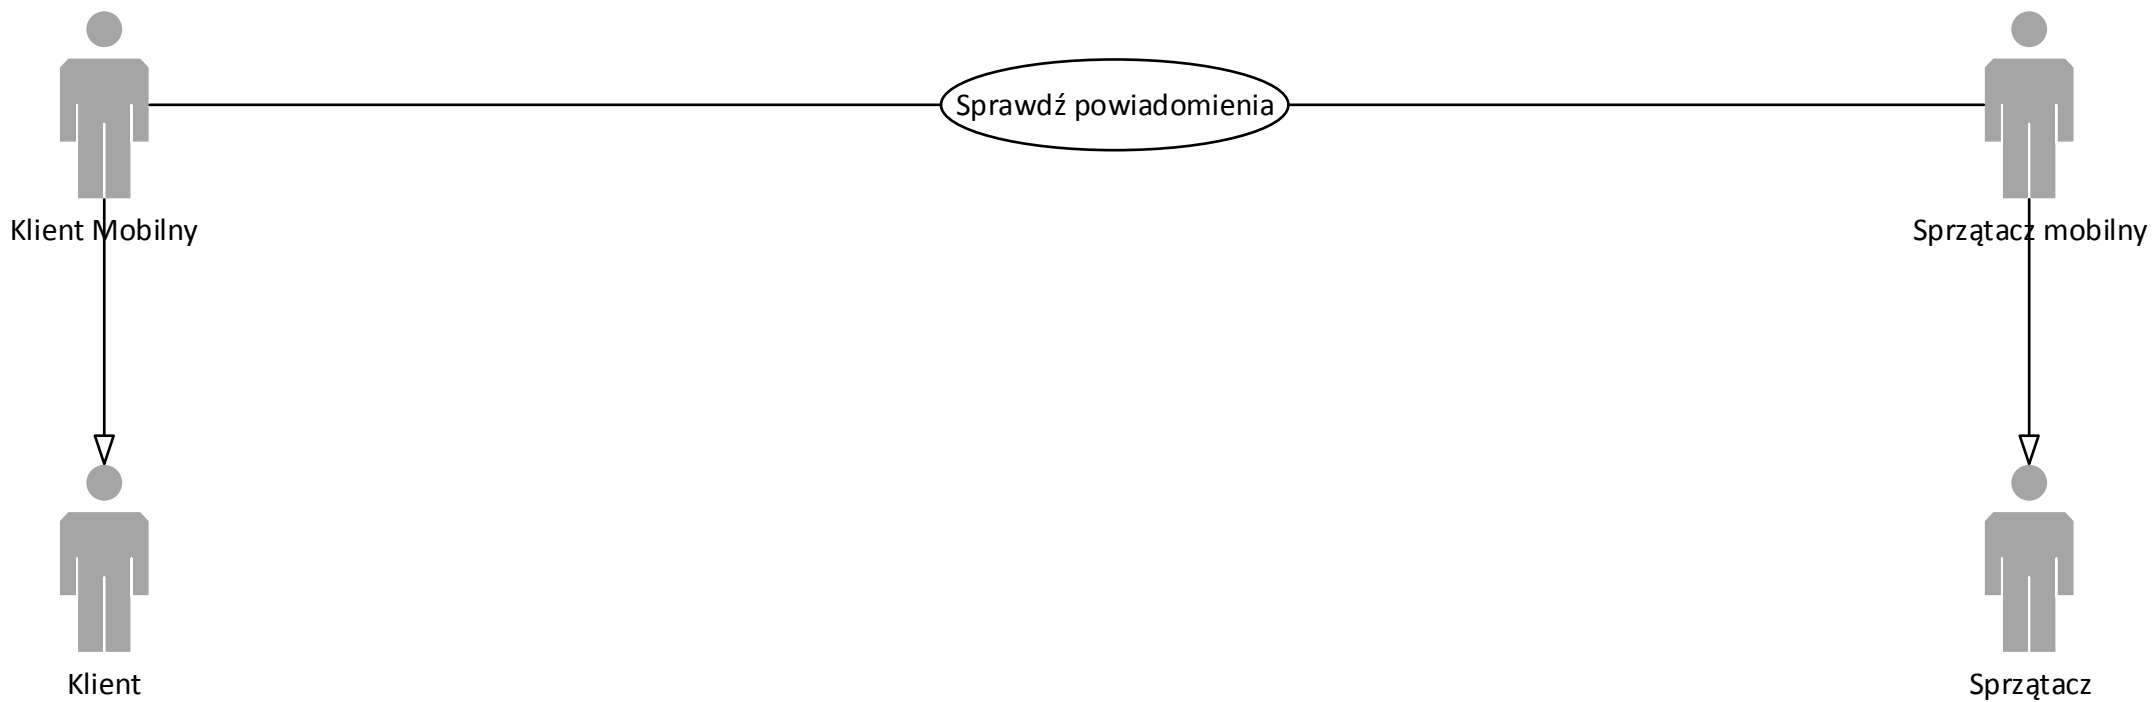 Sprawdź powiadomienia
Klient Mobilny
Sprzątacz mobilny
Klient
Sprzątacz